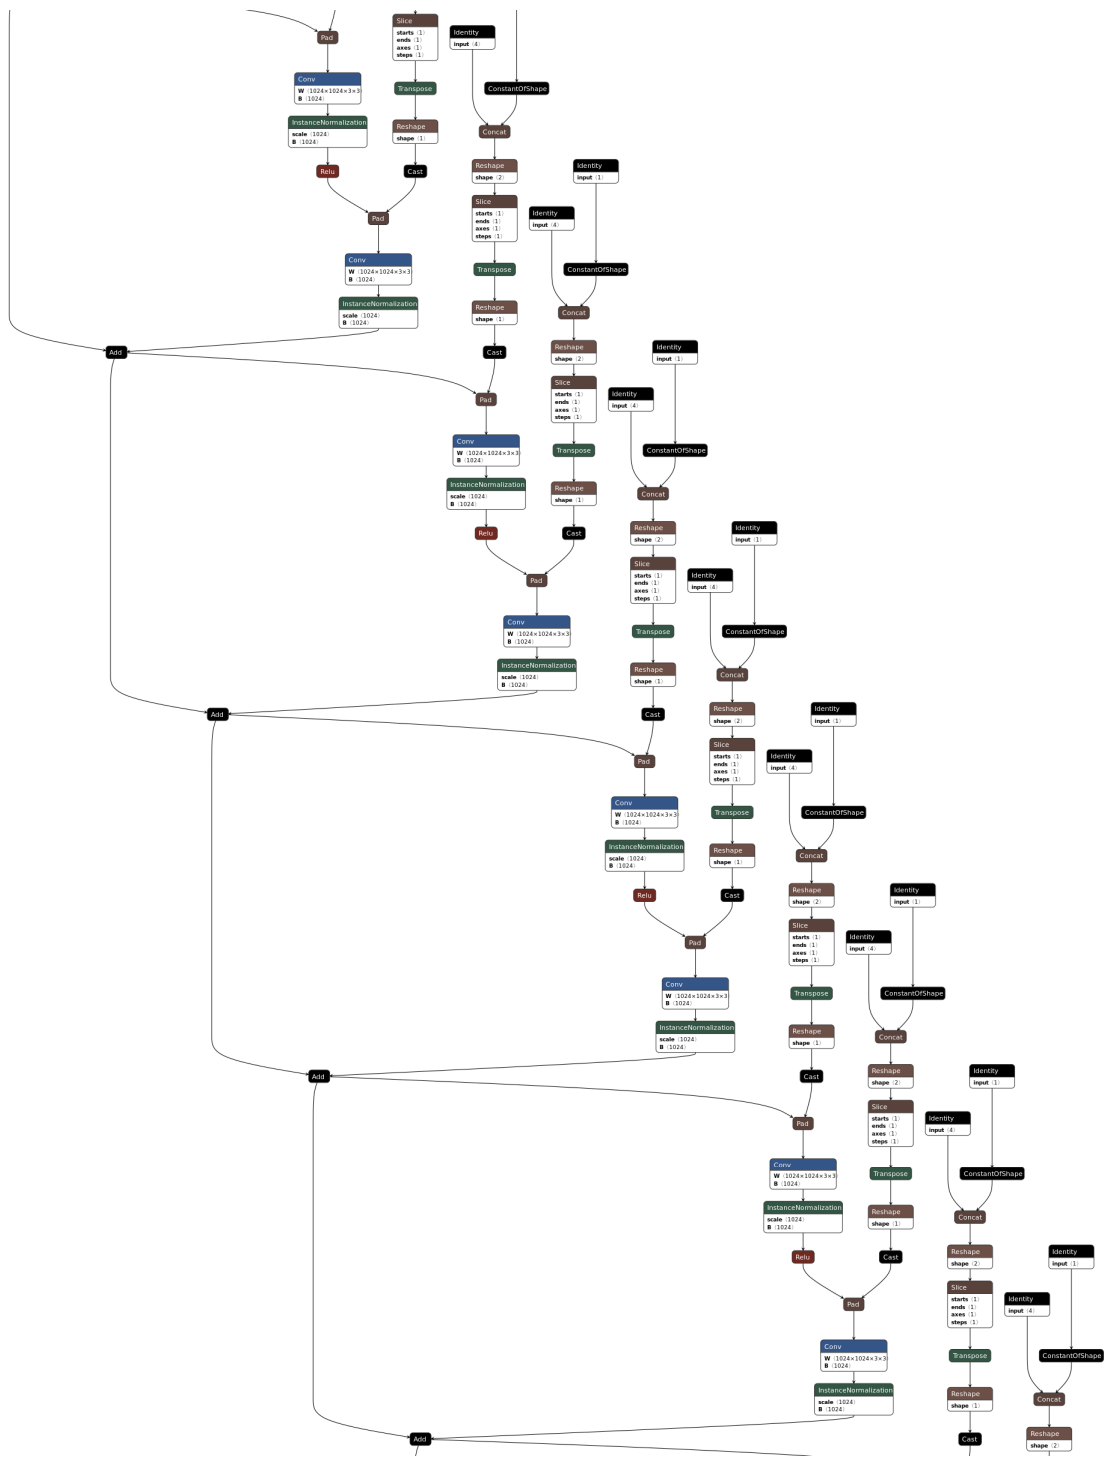 Slice
starts ⟨1⟩
ends ⟨1⟩
axes ⟨1⟩
steps ⟨1⟩
Identity
input ⟨4⟩
Pad
Conv
W ⟨1024×1024×3×3⟩
B ⟨1024⟩
Transpose
ConstantOfShape
InstanceNormalization
scale ⟨1024⟩
B ⟨1024⟩
Reshape
shape ⟨1⟩
Concat
Relu
Cast
Reshape
shape ⟨2⟩
Identity
input ⟨1⟩
Slice
starts ⟨1⟩
ends ⟨1⟩
axes ⟨1⟩
steps ⟨1⟩
Identity
input ⟨4⟩
Pad
Conv
W ⟨1024×1024×3×3⟩
B ⟨1024⟩
Transpose
ConstantOfShape
InstanceNormalization
scale ⟨1024⟩
B ⟨1024⟩
Reshape
shape ⟨1⟩
Concat
Add
Cast
Reshape
shape ⟨2⟩
Identity
input ⟨1⟩
Slice
starts ⟨1⟩
ends ⟨1⟩
axes ⟨1⟩
steps ⟨1⟩
Identity
input ⟨4⟩
Pad
Conv
W ⟨1024×1024×3×3⟩
B ⟨1024⟩
Transpose
ConstantOfShape
InstanceNormalization
scale ⟨1024⟩
B ⟨1024⟩
Reshape
shape ⟨1⟩
Concat
Relu
Cast
Reshape
shape ⟨2⟩
Identity
input ⟨1⟩
Slice
starts ⟨1⟩
ends ⟨1⟩
axes ⟨1⟩
steps ⟨1⟩
Identity
input ⟨4⟩
Pad
Conv
W ⟨1024×1024×3×3⟩
B ⟨1024⟩
Transpose
ConstantOfShape
InstanceNormalization
scale ⟨1024⟩
B ⟨1024⟩
Reshape
shape ⟨1⟩
Concat
Add
Cast
Reshape
shape ⟨2⟩
Identity
input ⟨1⟩
Slice
starts ⟨1⟩
ends ⟨1⟩
axes ⟨1⟩
steps ⟨1⟩
Identity
input ⟨4⟩
Pad
Conv
W ⟨1024×1024×3×3⟩
B ⟨1024⟩
Transpose
ConstantOfShape
InstanceNormalization
scale ⟨1024⟩
B ⟨1024⟩
Reshape
shape ⟨1⟩
Concat
Relu
Cast
Reshape
shape ⟨2⟩
Identity
input ⟨1⟩
Slice
starts ⟨1⟩
ends ⟨1⟩
axes ⟨1⟩
steps ⟨1⟩
Identity
input ⟨4⟩
Pad
Conv
W ⟨1024×1024×3×3⟩
B ⟨1024⟩
Transpose
ConstantOfShape
InstanceNormalization
scale ⟨1024⟩
B ⟨1024⟩
Reshape
shape ⟨1⟩
Concat
Add
Cast
Reshape
shape ⟨2⟩
Identity
input ⟨1⟩
Slice
starts ⟨1⟩
ends ⟨1⟩
axes ⟨1⟩
steps ⟨1⟩
Identity
input ⟨4⟩
Pad
Conv
W ⟨1024×1024×3×3⟩
B ⟨1024⟩
Transpose
ConstantOfShape
InstanceNormalization
scale ⟨1024⟩
B ⟨1024⟩
Reshape
shape ⟨1⟩
Concat
Relu
Cast
Reshape
shape ⟨2⟩
Identity
input ⟨1⟩
Slice
starts ⟨1⟩
ends ⟨1⟩
axes ⟨1⟩
steps ⟨1⟩
Identity
input ⟨4⟩
Pad
Conv
W ⟨1024×1024×3×3⟩
B ⟨1024⟩
Transpose
ConstantOfShape
InstanceNormalization
scale ⟨1024⟩
B ⟨1024⟩
Reshape
shape ⟨1⟩
Concat
Add
Cast
Reshape
shape ⟨2⟩